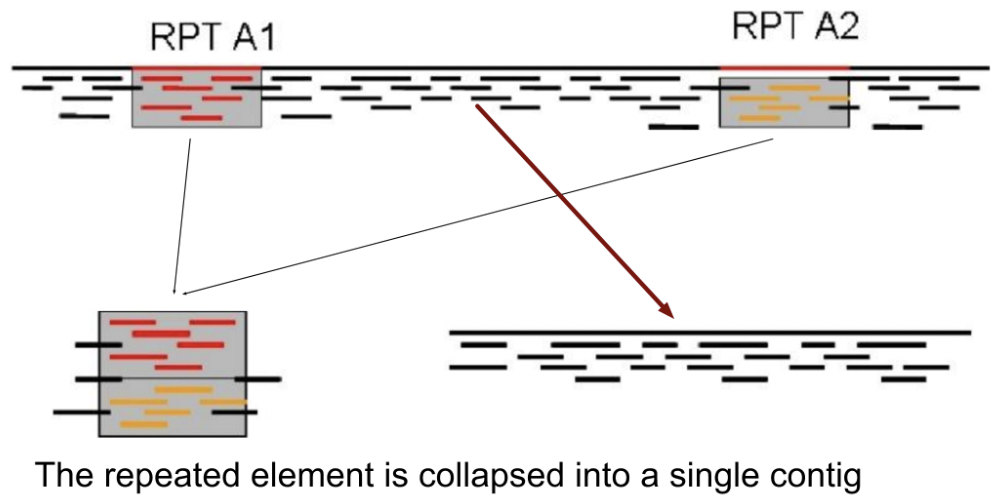 RPT A1
RPT A2
The repeated element is collapsed into a single contig